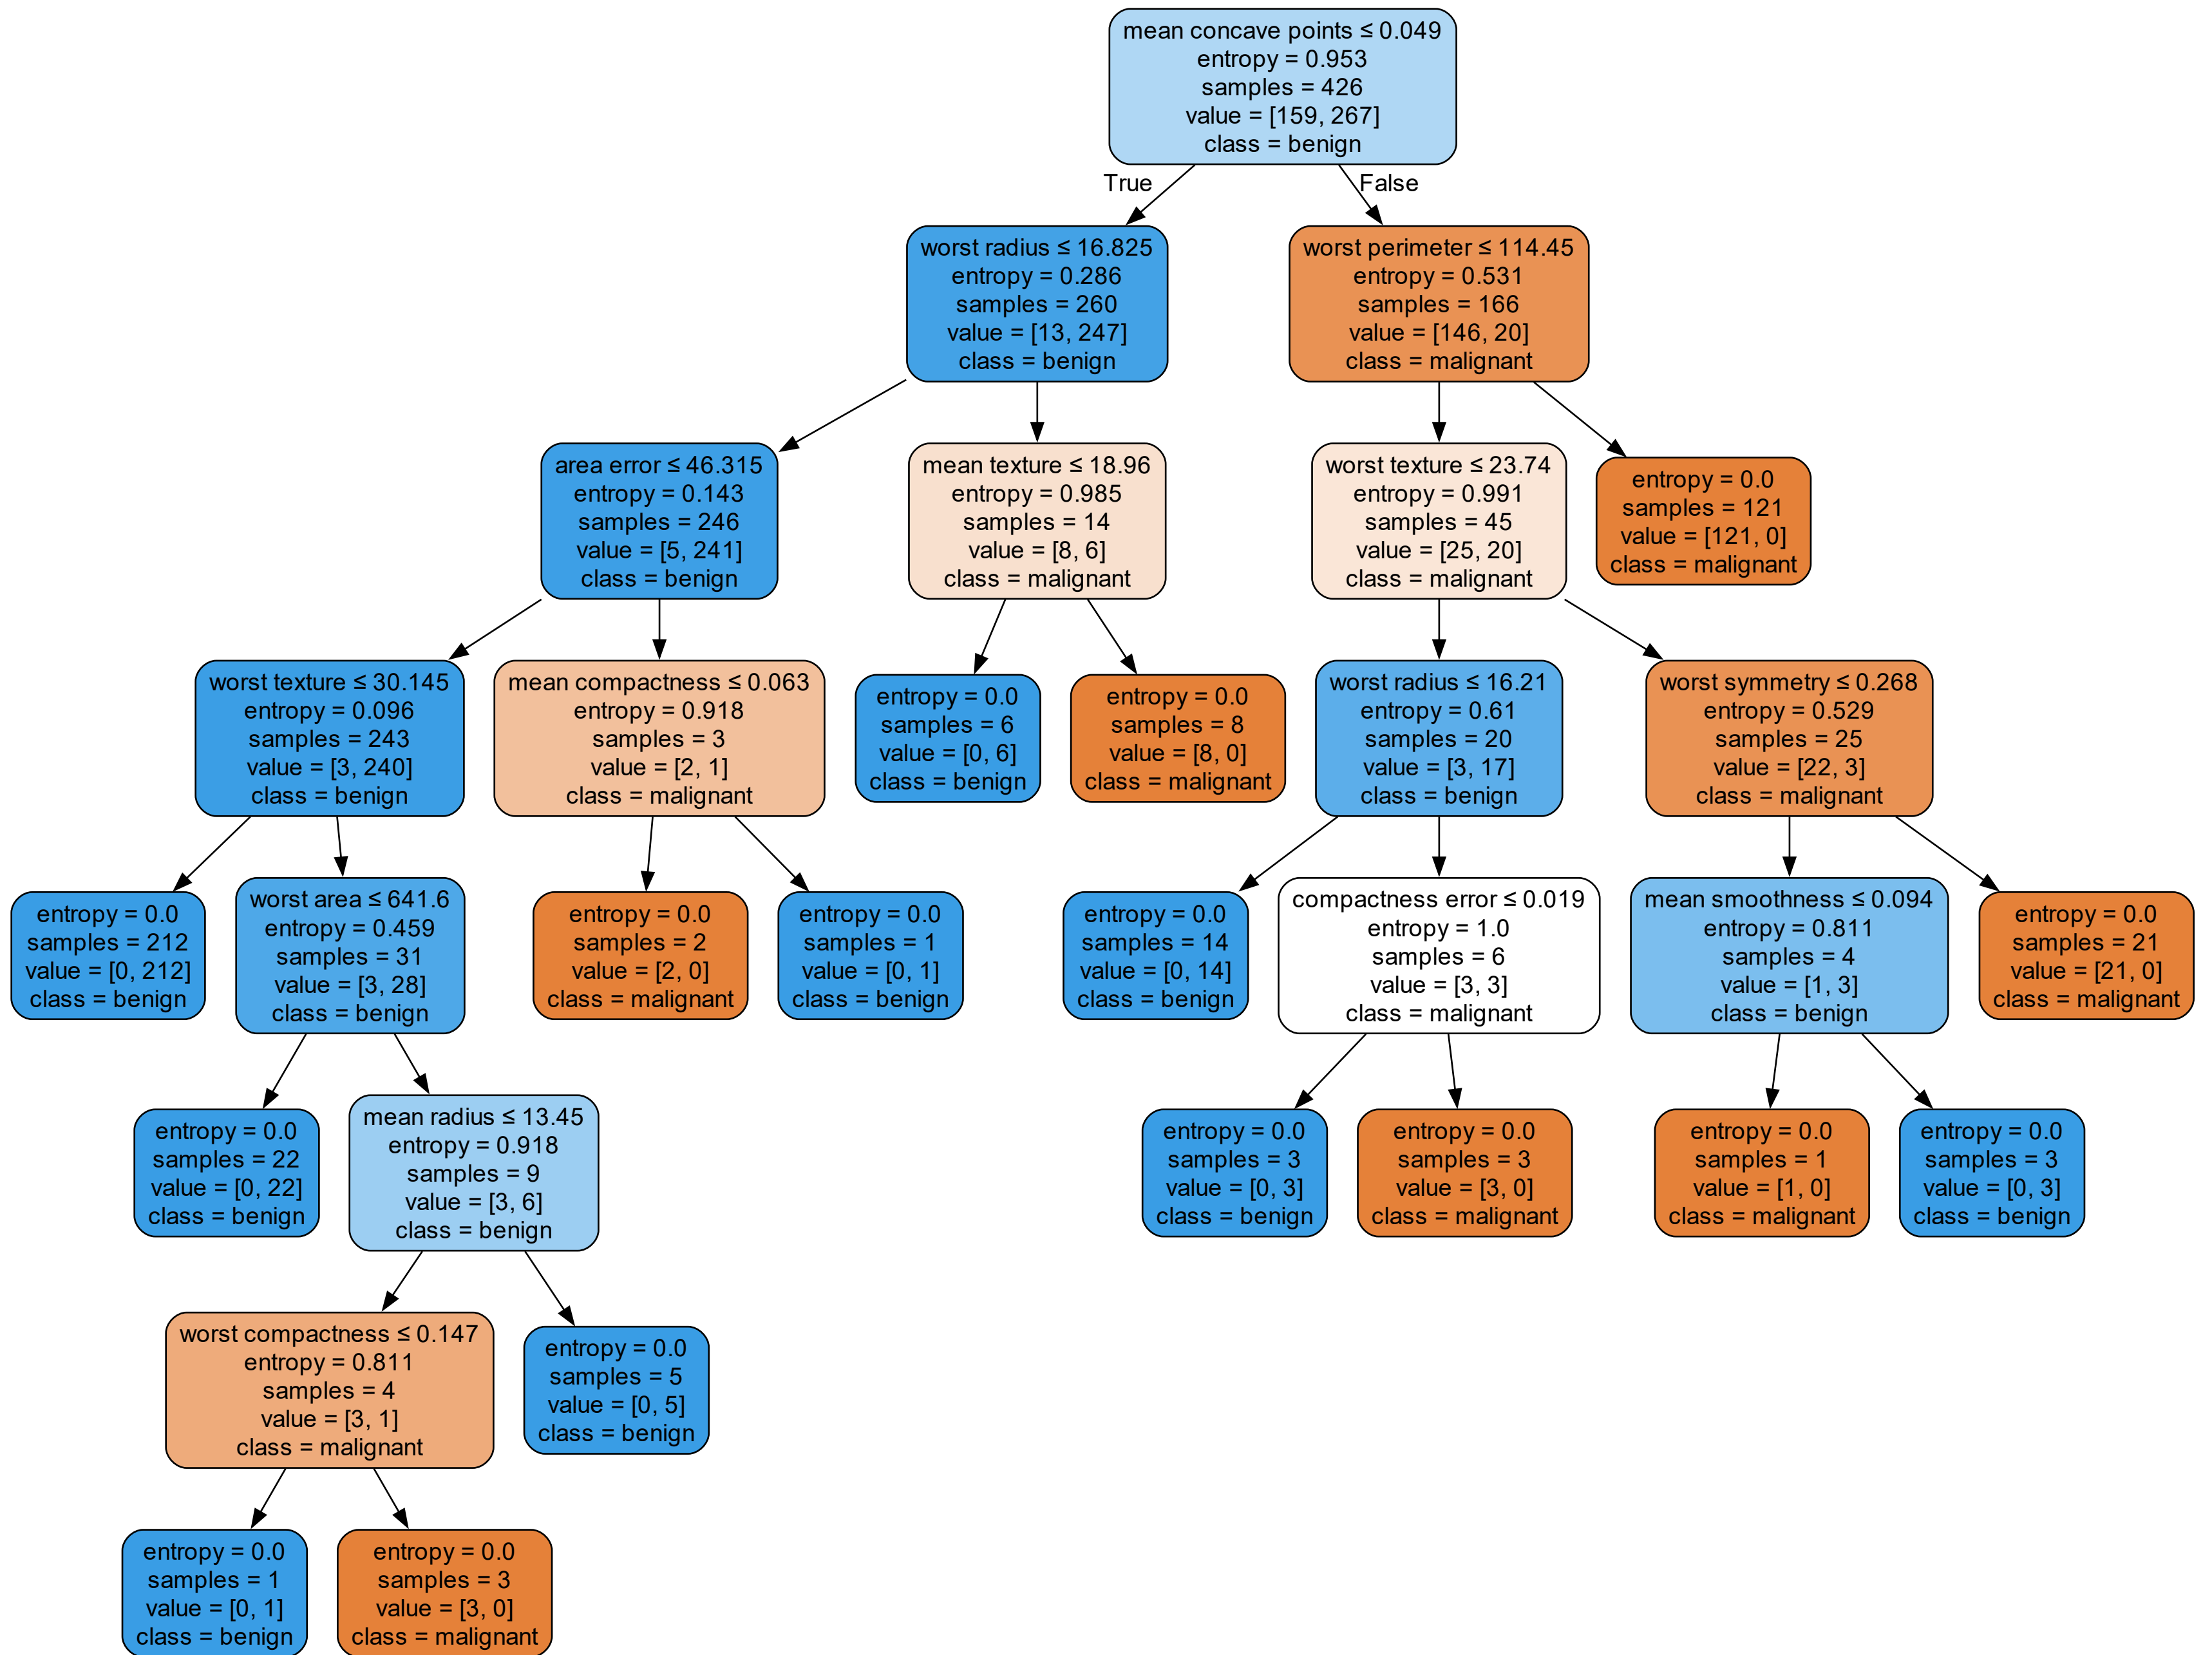 mean concave points ≤ 0.049
entropy = 0.953
samples = 426
value = [159, 267]
class = benign
True
False
worst radius ≤ 16.825
entropy = 0.286
samples = 260
value = [13, 247]
class = benign
worst perimeter ≤ 114.45
entropy = 0.531
samples = 166
value = [146, 20]
class = malignant
area error ≤ 46.315
entropy = 0.143
samples = 246
value = [5, 241]
class = benign
mean texture ≤ 18.96
entropy = 0.985
samples = 14
value = [8, 6]
class = malignant
worst texture ≤ 23.74
entropy = 0.991
samples = 45
value = [25, 20]
class = malignant
entropy = 0.0
samples = 121
value = [121, 0]
class = malignant
worst texture ≤ 30.145
entropy = 0.096
samples = 243
value = [3, 240]
class = benign
mean compactness ≤ 0.063
entropy = 0.918
samples = 3
value = [2, 1]
class = malignant
entropy = 0.0
samples = 6
value = [0, 6]
class = benign
entropy = 0.0
samples = 8
value = [8, 0]
class = malignant
worst radius ≤ 16.21
entropy = 0.61
samples = 20
value = [3, 17]
class = benign
worst symmetry ≤ 0.268
entropy = 0.529
samples = 25
value = [22, 3]
class = malignant
entropy = 0.0
samples = 212
value = [0, 212]
class = benign
worst area ≤ 641.6
entropy = 0.459
samples = 31
value = [3, 28]
class = benign
entropy = 0.0
samples = 2
value = [2, 0]
class = malignant
entropy = 0.0
samples = 1
value = [0, 1]
class = benign
entropy = 0.0
samples = 14
value = [0, 14]
class = benign
compactness error ≤ 0.019
entropy = 1.0
samples = 6
value = [3, 3]
class = malignant
mean smoothness ≤ 0.094
entropy = 0.811
samples = 4
value = [1, 3]
class = benign
entropy = 0.0
samples = 21
value = [21, 0]
class = malignant
entropy = 0.0
samples = 22
value = [0, 22]
class = benign
mean radius ≤ 13.45
entropy = 0.918
samples = 9
value = [3, 6]
class = benign
entropy = 0.0
samples = 3
value = [0, 3]
class = benign
entropy = 0.0
samples = 3
value = [3, 0]
class = malignant
entropy = 0.0
samples = 1
value = [1, 0]
class = malignant
entropy = 0.0
samples = 3
value = [0, 3]
class = benign
worst compactness ≤ 0.147
entropy = 0.811
samples = 4
value = [3, 1]
class = malignant
entropy = 0.0
samples = 5
value = [0, 5]
class = benign
entropy = 0.0
samples = 1
value = [0, 1]
class = benign
entropy = 0.0
samples = 3
value = [3, 0]
class = malignant